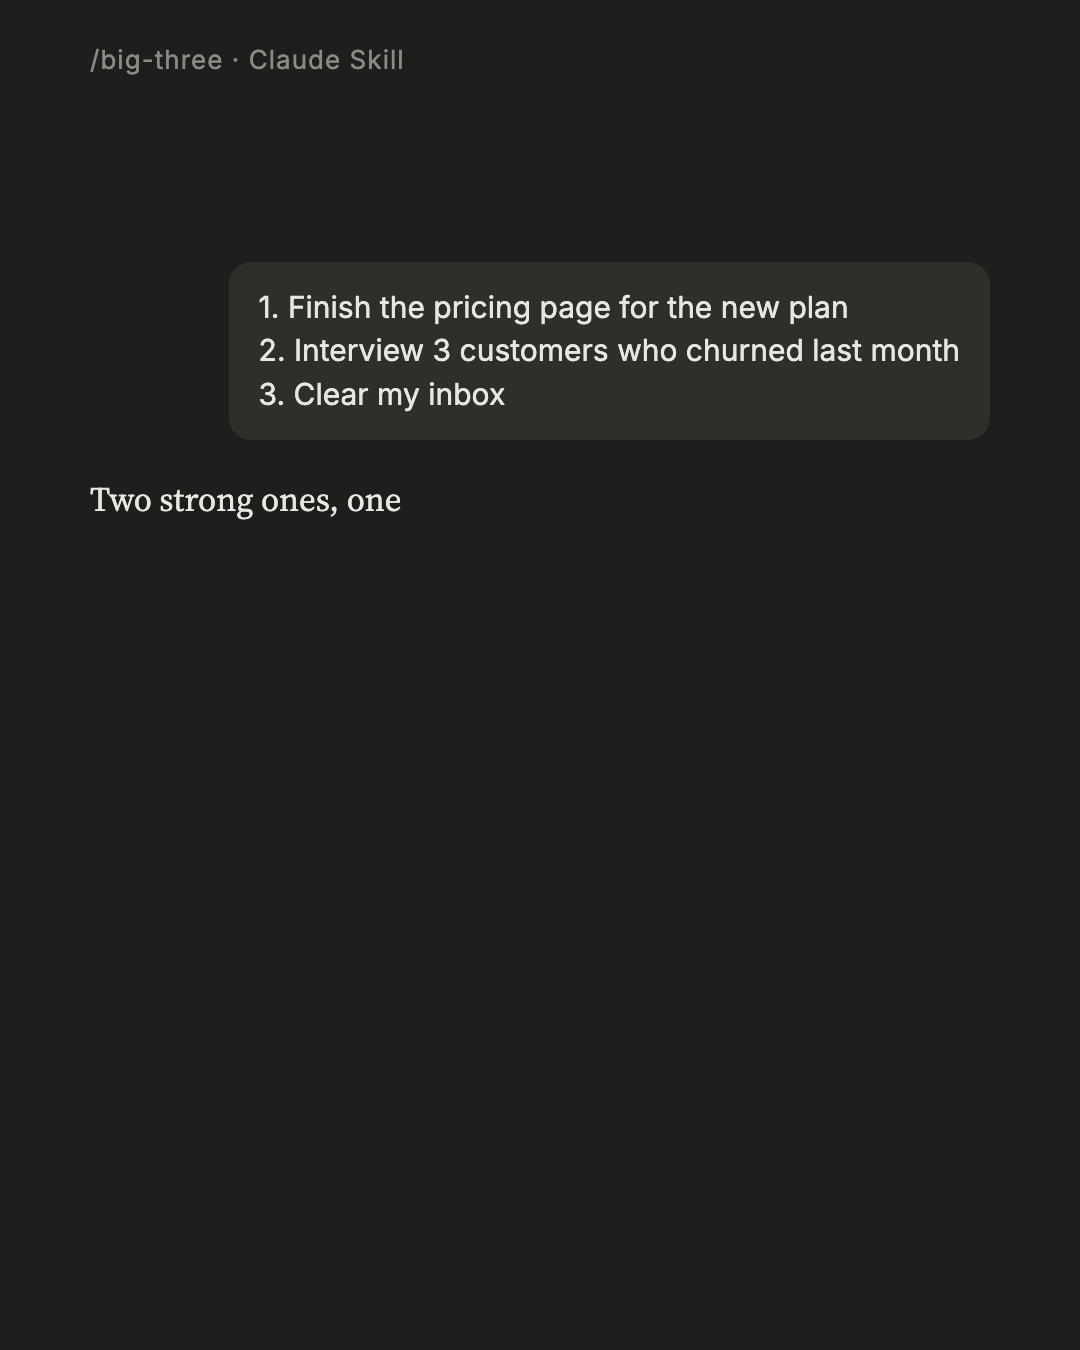 /big-three · Claude Skill
1. Finish the pricing page for the new plan
2. Interview 3 customers who churned last month
3. Clear my inbox
Two strong ones, one